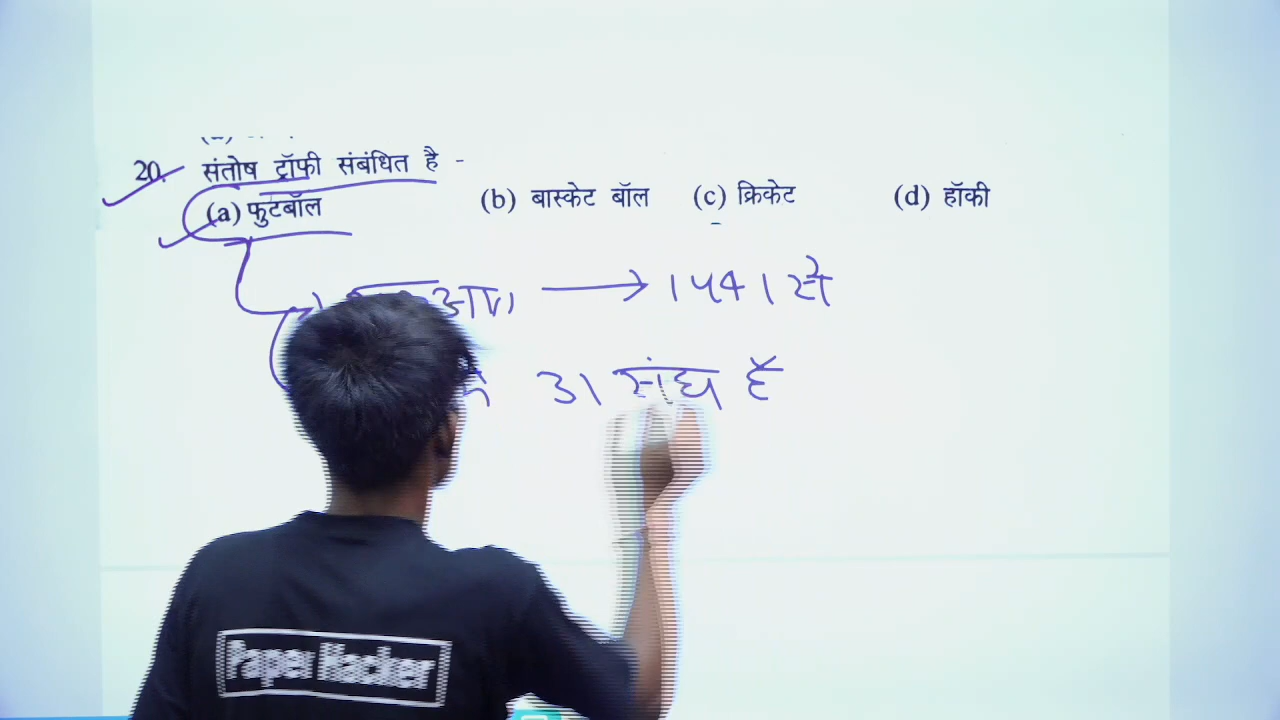 20. संतोष ट्रॉफी संबंधित है -
(a) फुटबॉल (b) बास्केट बॉल (c) क्रिकेट (d) हॉकी
→ 1941 से
31 संघ हैं
Paper Hacker